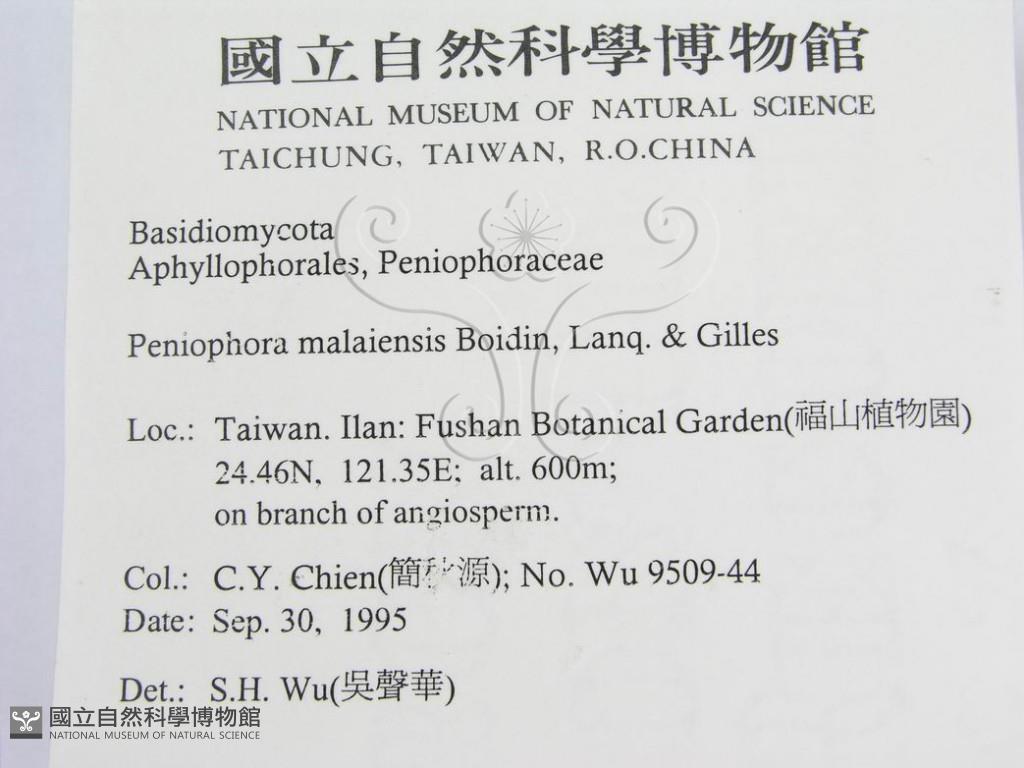 國立自然科學博物館
NATIONAL MUSEUM OF NATURAL SCIENCE
TAICHUNG, TAIWAN, R.O.CHINA
Basidiomycota
Aphyllophorales, Peniophoraceae
Peniophora malaiensis Boidin, Lanq. & Gilles
Loc.: Taiwan. Ilan: Fushan Botanical Garden(福山植物園)
24.46N, 121.35E; alt. 600m;
on branch of angiosperm.
Col.: C.Y. Chien(簡秋源); No. Wu 9509-44
Date: Sep. 30, 1995
Det.: S.H. Wu(吳聲華)
國立自然科學博物館
NATIONAL MUSEUM OF NATURAL SCIENCE